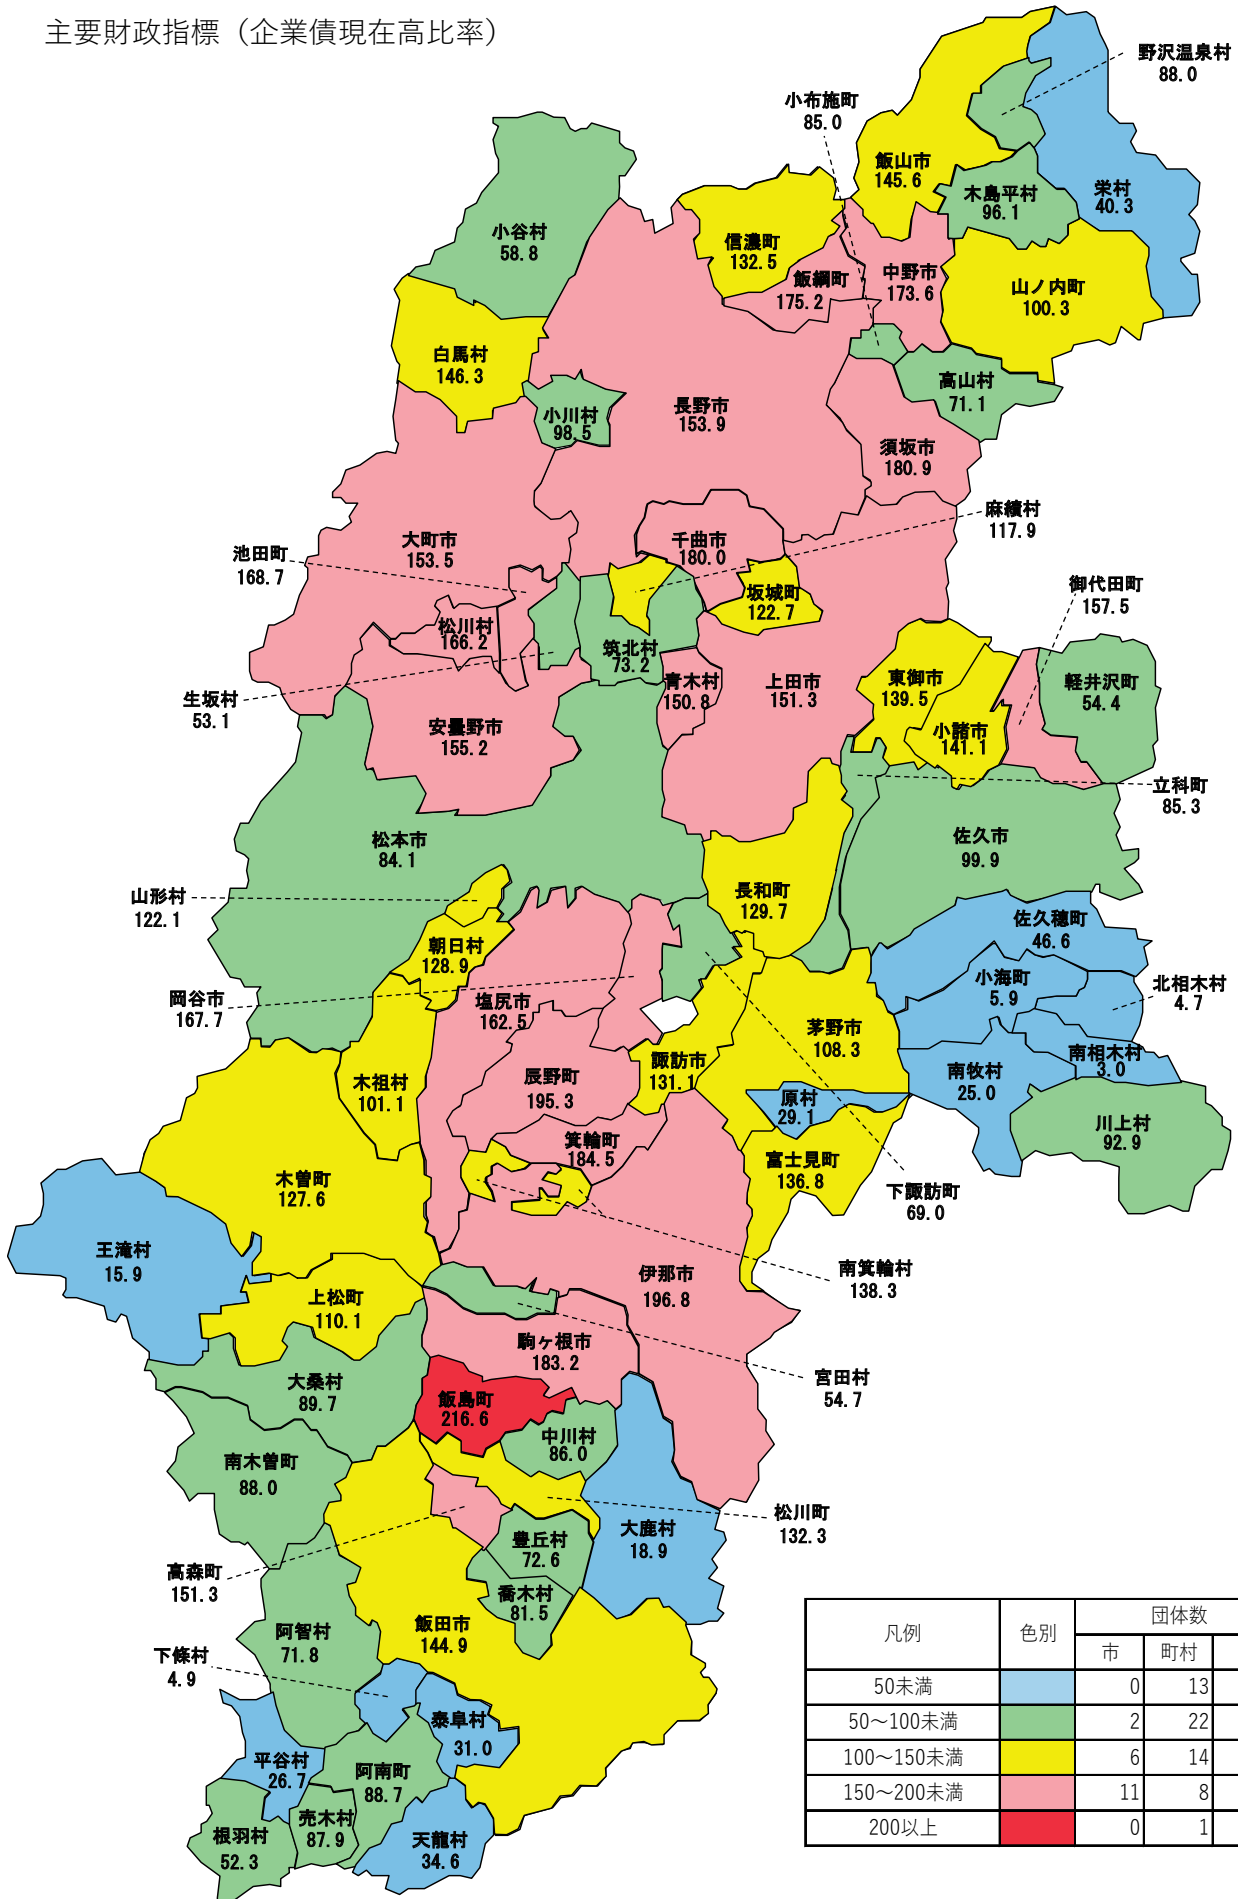 主要財政指標（企業債現在高比率）
野沢温泉村
88.0
小布施町
85.0
飯山市
145.6
木島平村
96.1
栄村
40.3
小谷村
58.8
信濃町
132.5
飯綱町
175.2
中野市
173.6
山ノ内町
100.3
白馬村
146.3
高山村
71.1
小川村
98.5
長野市
153.9
須坂市
180.9
麻績村
117.9
池田町
168.7
大町市
153.5
千曲市
180.0
坂城町
122.7
御代田町
157.5
松川村
166.2
筑北村
73.2
青木村
150.8
上田市
151.3
東御市
139.5
軽井沢町
54.4
生坂村
53.1
安曇野市
155.2
小諸市
141.1
立科町
85.3
松本市
84.1
佐久市
99.9
山形村
122.1
長和町
129.7
佐久穂町
46.6
朝日村
128.9
小海町
5.9
北相木村
4.7
岡谷市
167.7
塩尻市
162.5
茅野市
108.3
南相木村
3.0
諏訪市
131.1
南牧村
25.0
木祖村
101.1
辰野町
195.3
原村
29.1
川上村
92.9
箕輪町
184.5
富士見町
136.8
木曽町
127.6
下諏訪町
69.0
王滝村
15.9
伊那市
196.8
南箕輪村
138.3
上松町
110.1
駒ヶ根市
183.2
宮田村
54.7
大桑村
89.7
飯島町
216.6
中川村
86.0
南木曽町
88.0
松川町
132.3
大鹿村
18.9
豊丘村
72.6
高森町
151.3
喬木村
81.5
飯田市
144.9
阿智村
71.8
下條村
4.9
泰阜村
31.0
平谷村
26.7
阿南町
88.7
売木村
87.9
根羽村
52.3
天龍村
34.6
凡例 色別 団体数
市 町村
50未満 0 13
50～100未満 2 22
100～150未満 6 14
150～200未満 11 8
200以上 0 1